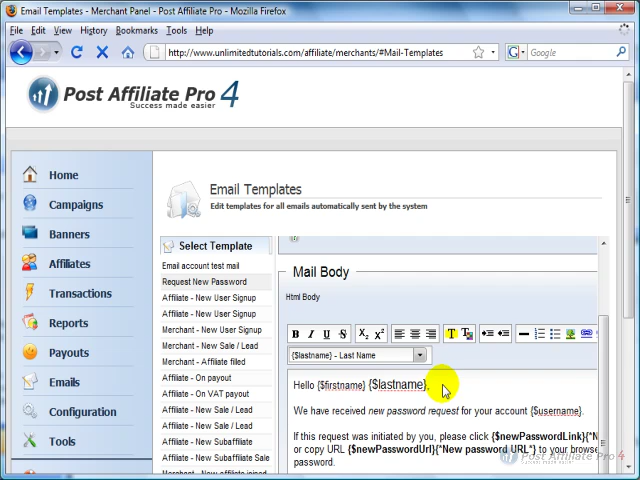 Email Templates - Merchant Panel - Post Affiliate Pro - Mozilla Firefox
File Edit View History Bookmarks Tools Help
http://www.unlimitedtutorials.com/affiliate/merchants/#Mail-Templates
Google
Post Affiliate Pro 4
Success made easier
Home
Campaigns
Banners
Affiliates
Transactions
Reports
Payouts
Emails
Configuration
Tools
Email Templates
Edit templates for all emails automatically sent by the system
Select Template
Email account test mail
Request New Password
Affiliate - New User Signup
Affiliate - New User Signup
Merchant - New User Signup
Merchant - New Sale / Lead
Merchant - Affiliate filled
Affiliate - On payout
Affiliate - On VAT payout
Affiliate - New Sale / Lead
Affiliate - New Sale / Lead
Affiliate - New Subaffiliate
Affiliate - New Subaffiliate Sale
Merchant - New affiliate joined
Mail Body
Html Body
B I U S X2 X2 T T
{$lastname} - Last Name
Hello {$firstname} {$lastname},
We have received new password request for your account {$username}.
If this request was initiated by you, please click {$newPasswordLink}{*N
or copy URL {$newPasswordUrl}{*New password URL*} to your browse
password.
Post Affiliate Pro 4